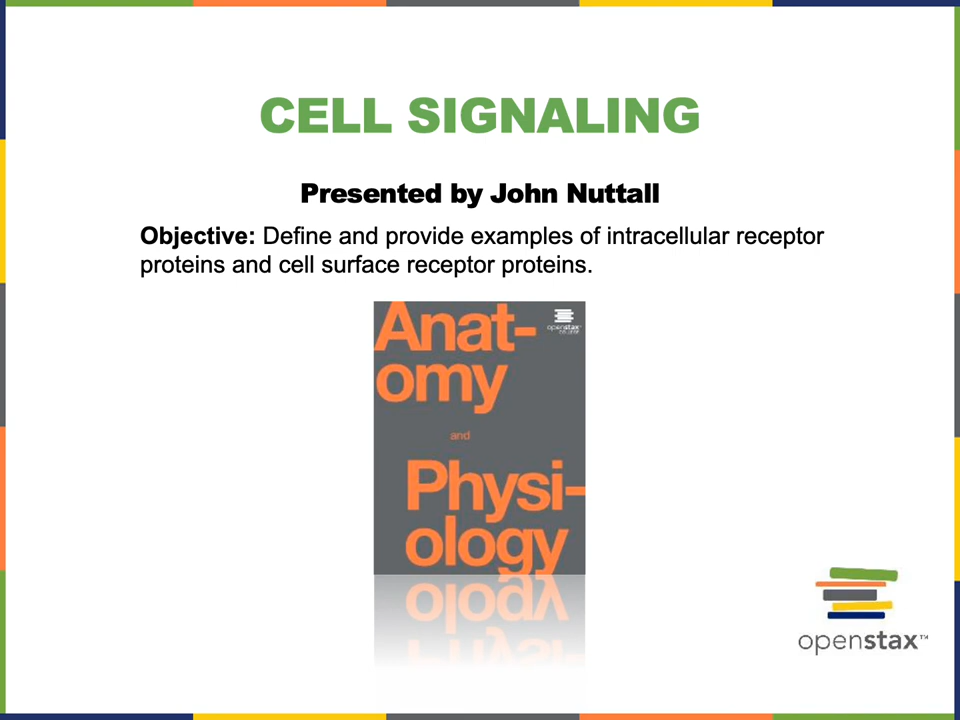 CELL SIGNALING
Presented by John Nuttall
Objective: Define and provide examples of intracellular receptor
proteins and cell surface receptor proteins.
Anat-
openstax
omy
and
Physi-
ology
openstax™